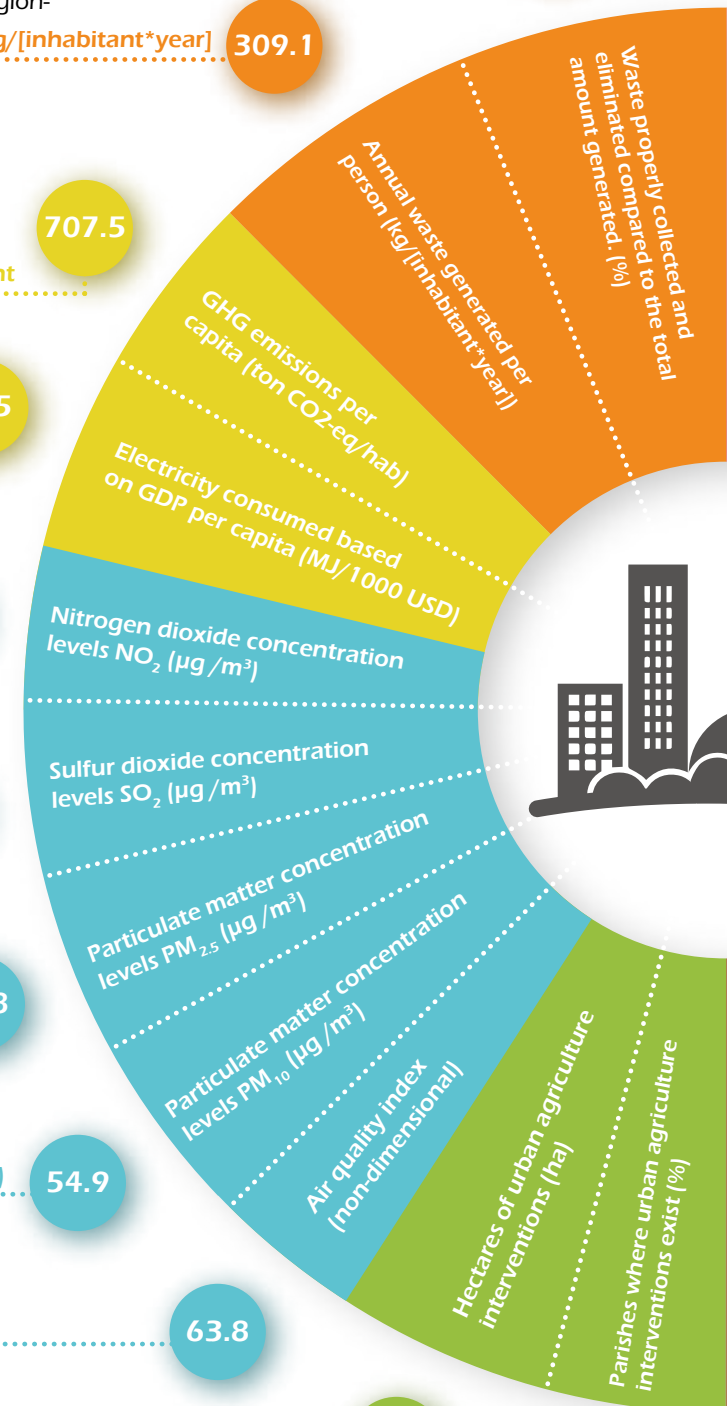 gion-
g/[inhabitant*year]
309.1
707.5
nt
5
3
)
54.9
63.8
Waste properly collected and
eliminated compared to the total
amount generated. (%)
Annual waste generated per
person (kg/[inhabitant*year])
GHG emissions per
capita (ton CO2-eq/hab)
Electricity consumed based
on GDP per capita (MJ/1000 USD)
Nitrogen dioxide concentration
levels NO₂ (µg /m³)
Sulfur dioxide concentration
levels SO₂ (µg /m³)
Particulate matter concentration
levels PM₂.₅ (µg /m³)
Particulate matter concentration
levels PM₁₀ (µg /m³)
Air quality index
(non-dimensional)
Hectares of urban agriculture
interventions (ha)
Parishes where urban agriculture
interventions exist (%)